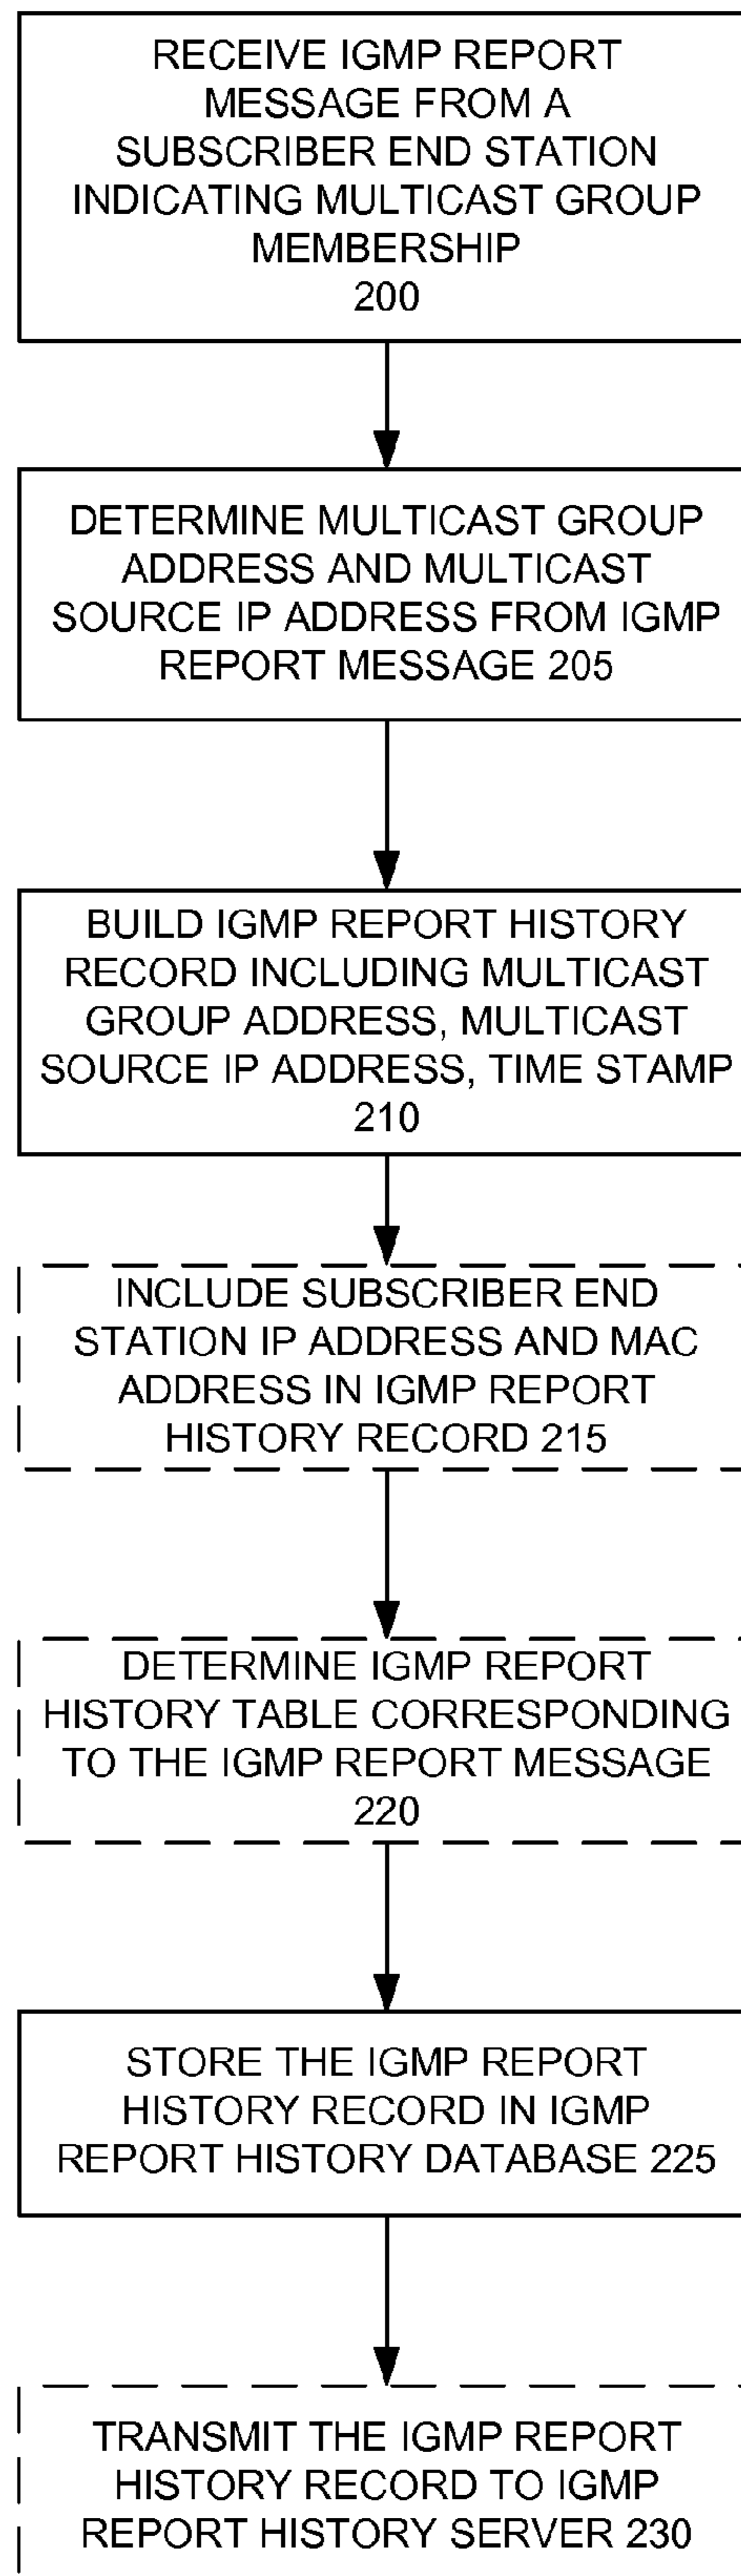 RECEIVE IGMP REPORT
MESSAGE FROM A
SUBSCRIBER END STATION
INDICATING MULTICAST GROUP
MEMBERSHIP
200
DETERMINE MULTICAST GROUP
ADDRESS AND MULTICAST
SOURCE IP ADDRESS FROM IGMP
REPORT MESSAGE 205
BUILD IGMP REPORT HISTORY
RECORD INCLUDING MULTICAST
GROUP ADDRESS, MULTICAST
SOURCE IP ADDRESS, TIME STAMP
210
INCLUDE SUBSCRIBER END
STATION IP ADDRESS AND MAC
ADDRESS IN IGMP REPORT
HISTORY RECORD 215
DETERMINE IGMP REPORT
HISTORY TABLE CORRESPONDING
TO THE IGMP REPORT MESSAGE
220
STORE THE IGMP REPORT
HISTORY RECORD IN IGMP
REPORT HISTORY DATABASE 225
TRANSMIT THE IGMP REPORT
HISTORY RECORD TO IGMP
REPORT HISTORY SERVER 230